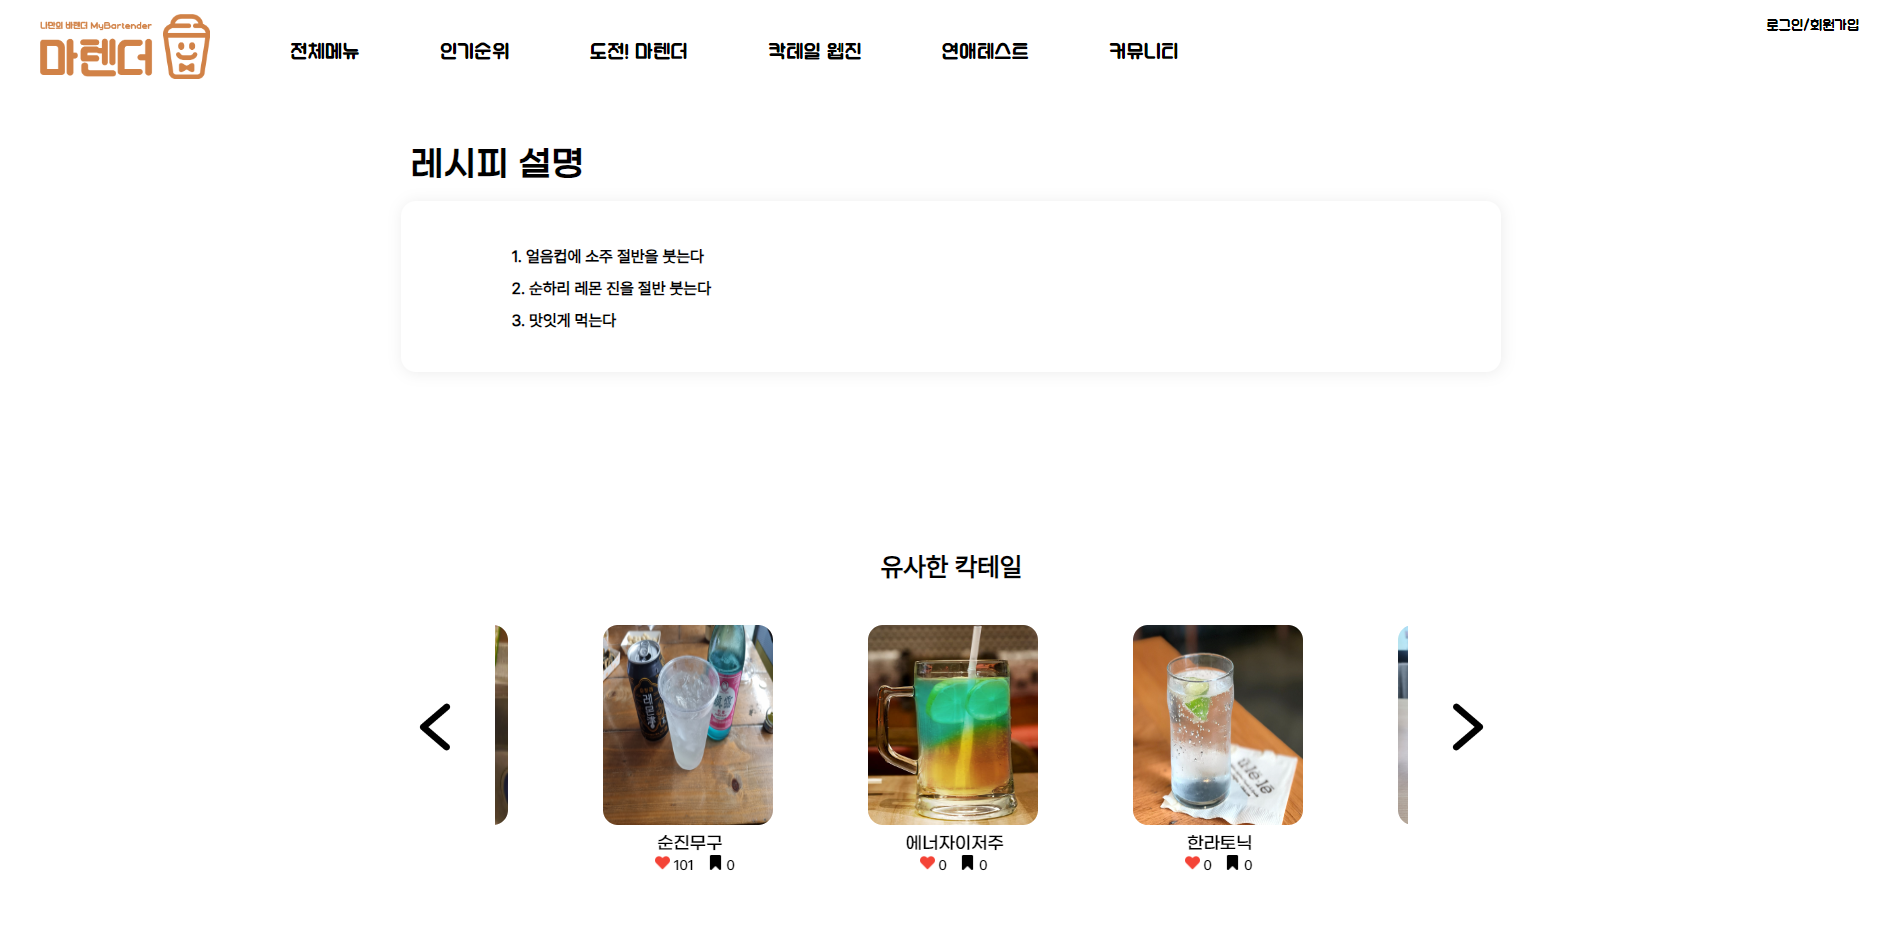 나만의 바텐더 MyBartender
마텐더
전체메뉴
인기순위
도전! 마텐더
칵테일 웹진
연애테스트
커뮤니티
로그인/회원가입
레시피 설명
1. 얼음컵에 소주 절반을 붓는다
2. 순하리 레몬 진을 절반 붓는다
3. 맛잇게 먹는다
유사한 칵테일
레몬
순진무구
101 0
에너자이저주
0 0
ūlélé
한라토닉
0 0